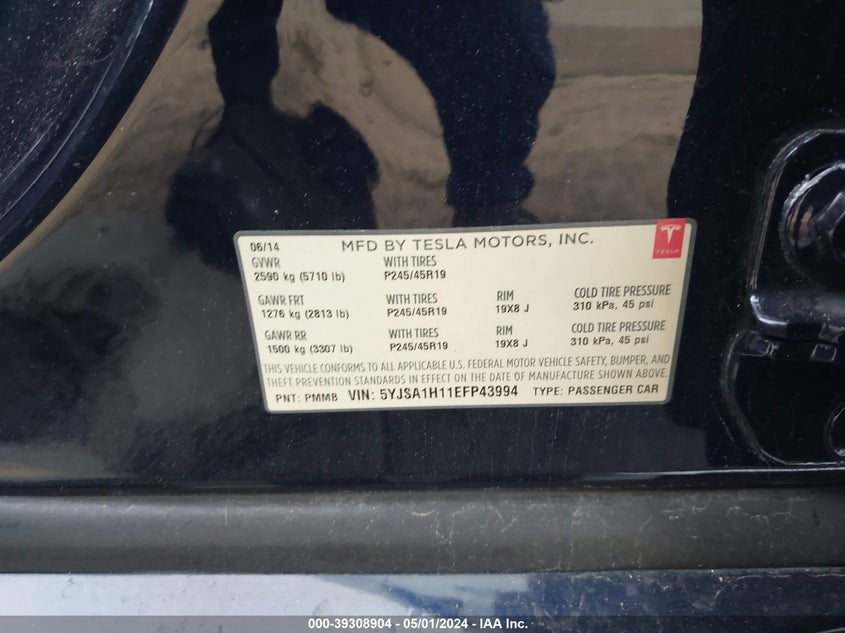 06/14 MFD BY TESLA MOTORS, INC.
TESLA
GVWR WITH TIRES
2590 kg (5710 lb) P245/45R19
GAWR FRT WITH TIRES RIM COLD TIRE PRESSURE
1276 kg (2813 lb) P245/45R19 19X8 J 310 kPa, 45 psi
GAWR RR WITH TIRES RIM COLD TIRE PRESSURE
1500 kg (3307 lb) P245/45R19 19X8 J 310 kPa, 45 psi
THIS VEHICLE CONFORMS TO ALL APPLICABLE U.S. FEDERAL MOTOR VEHICLE SAFETY, BUMPER, AND
THEFT PREVENTION STANDARDS IN EFFECT ON THE DATE OF MANUFACTURE SHOWN ABOVE.
PNT: PMMB VIN: 5YJSA1H11EFP43994 TYPE: PASSENGER CAR
000-39308904 - 05/01/2024 - IAA Inc.